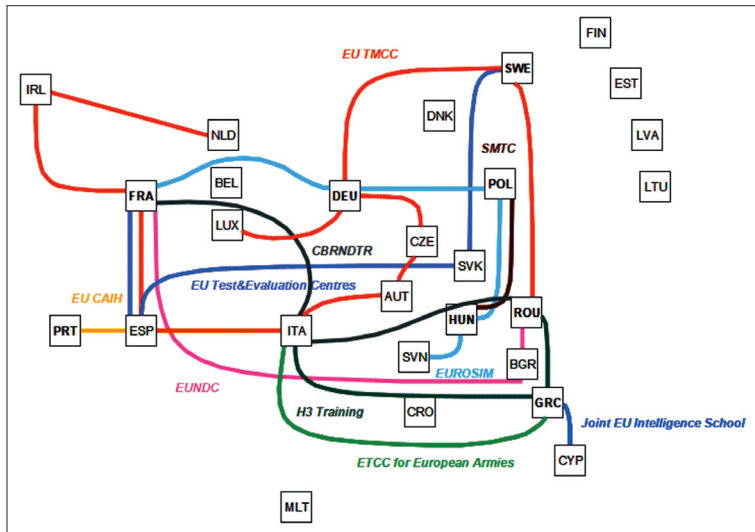 FIN
EU TMCC
SWE
IRL
EST
DNK
NLD
LVA
SMTC
BEL
POL
LTU
FRA
DEU
LUX
CBRNDTR
CZE
SVK
EU Test&Evaluation Centres
EU CAIH
AUT
HUN
ROU
PRT
ESP
ITA
SVN
BGR
EUROSIM
EUNDC
GRC
H3 Training
CRO
Joint EU Intelligence School
ETCC for European Armies
CYP
MLT